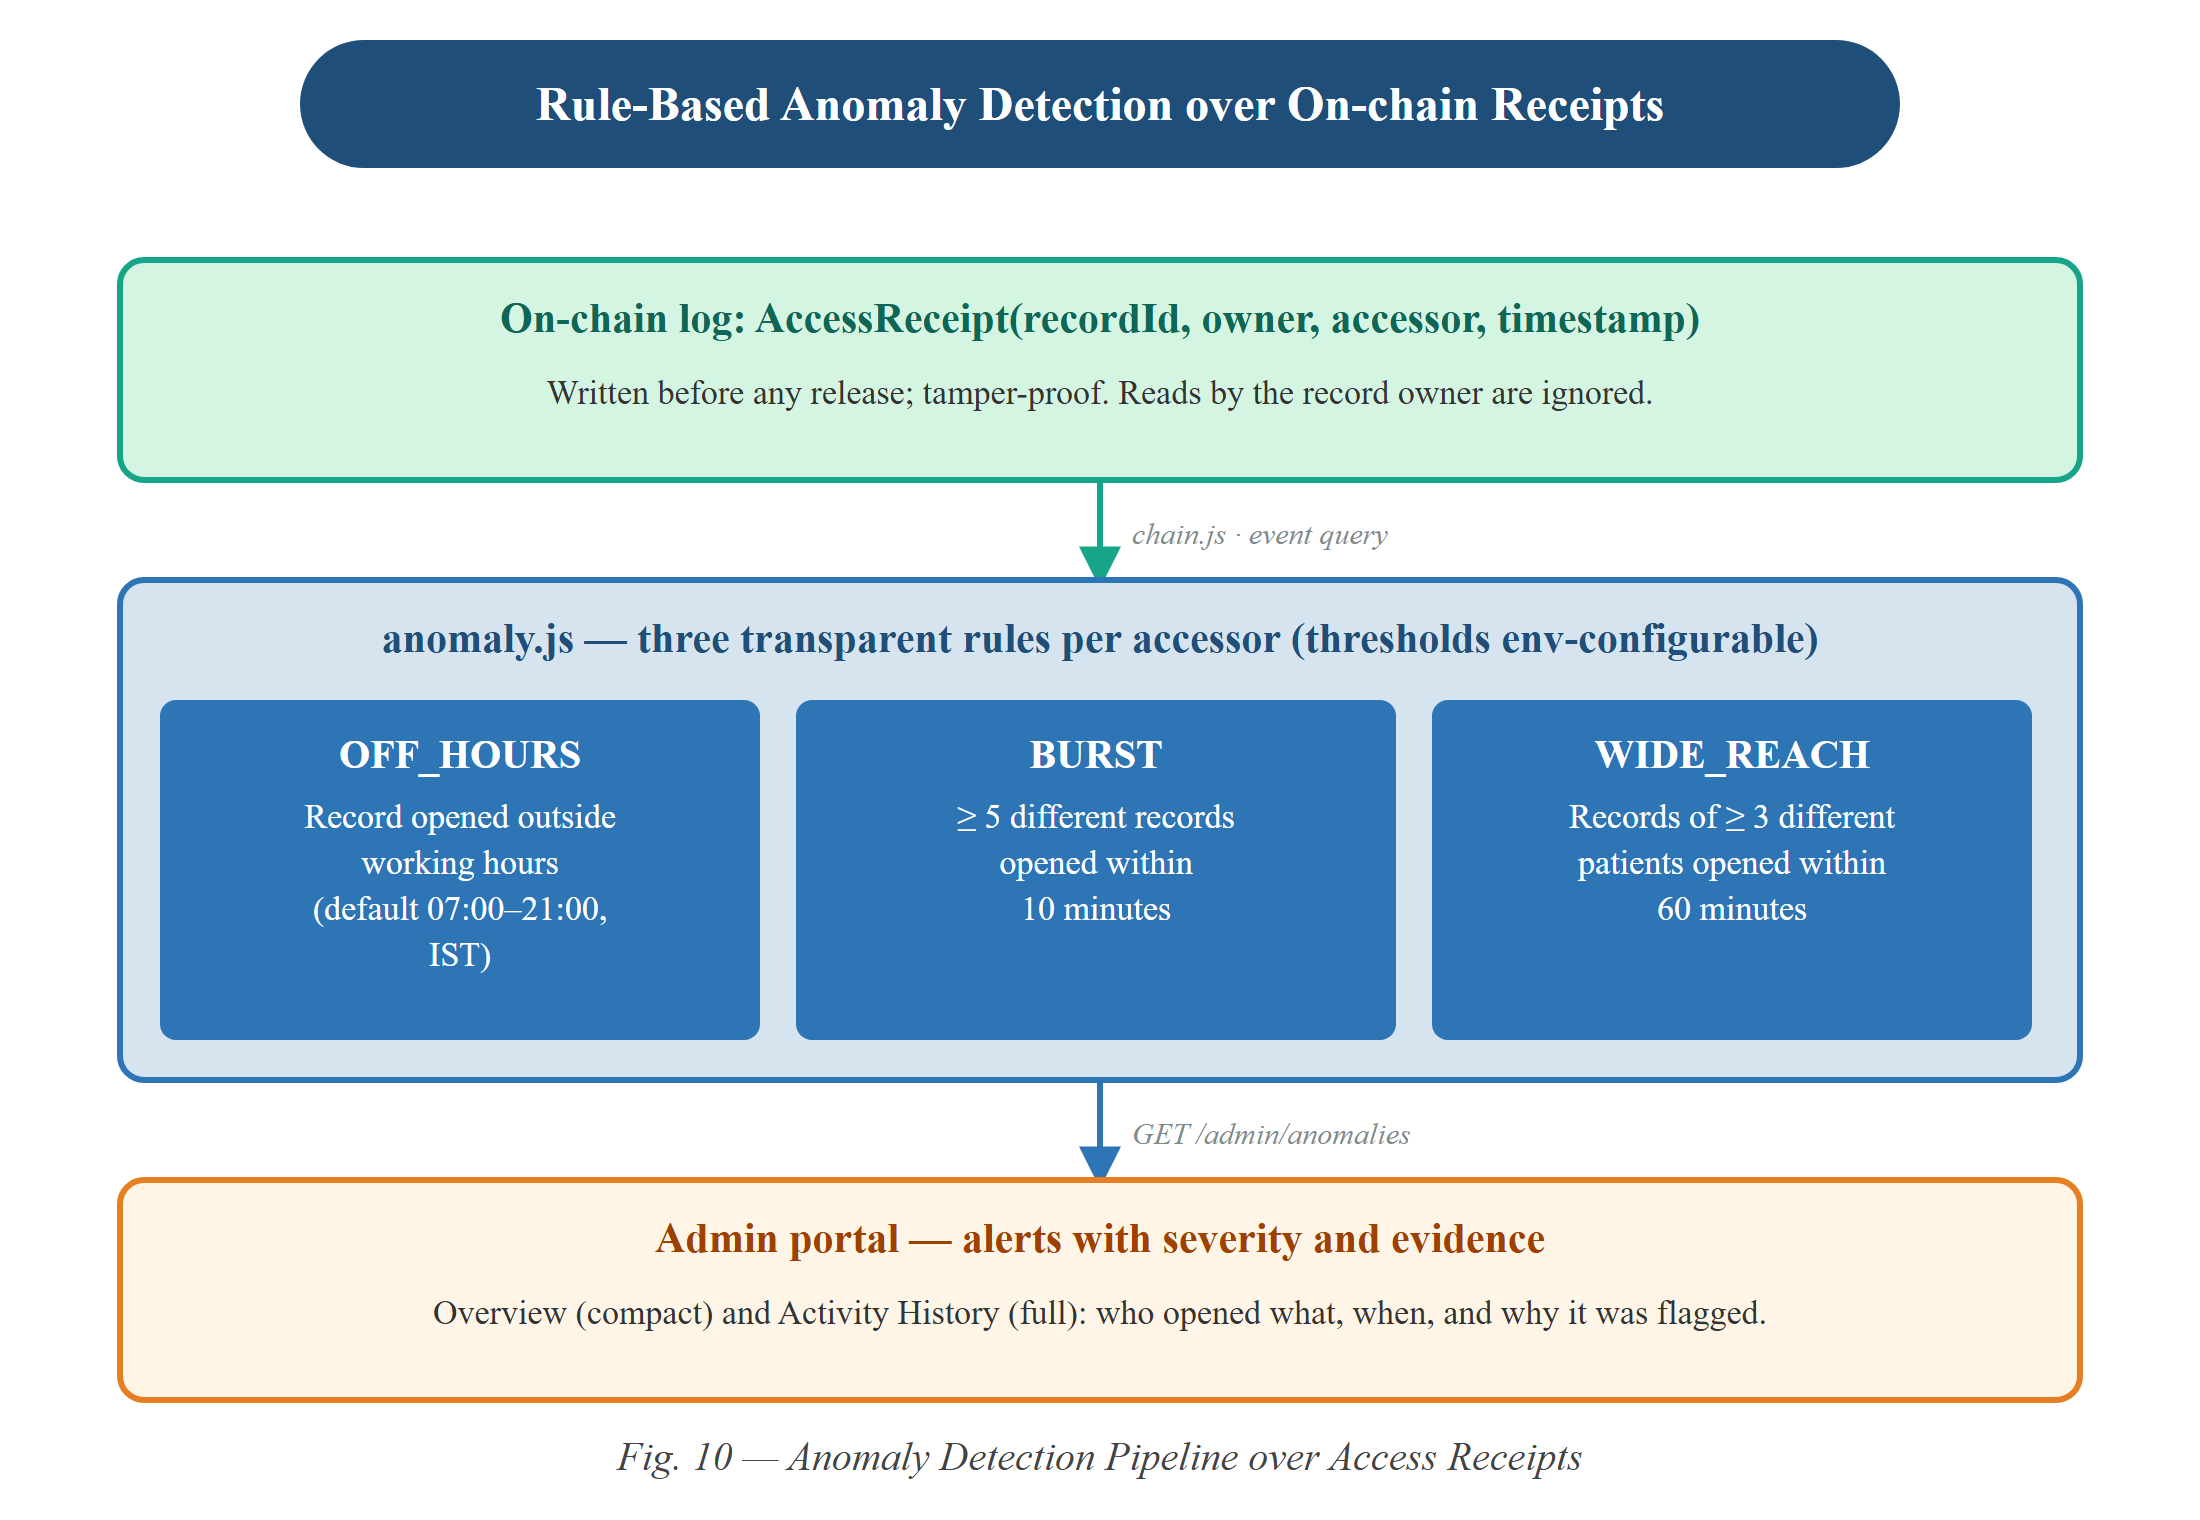 Rule-Based Anomaly Detection over On-chain Receipts
On-chain log: AccessReceipt(recordId, owner, accessor, timestamp)
Written before any release; tamper-proof. Reads by the record owner are ignored.
chain.js · event query
anomaly.js — three transparent rules per accessor (thresholds env-configurable)
OFF_HOURS
Record opened outside
working hours
(default 07:00–21:00,
IST)
BURST
≥ 5 different records
opened within
10 minutes
WIDE_REACH
Records of ≥ 3 different
patients opened within
60 minutes
GET /admin/anomalies
Admin portal — alerts with severity and evidence
Overview (compact) and Activity History (full): who opened what, when, and why it was flagged.
Fig. 10 — Anomaly Detection Pipeline over Access Receipts